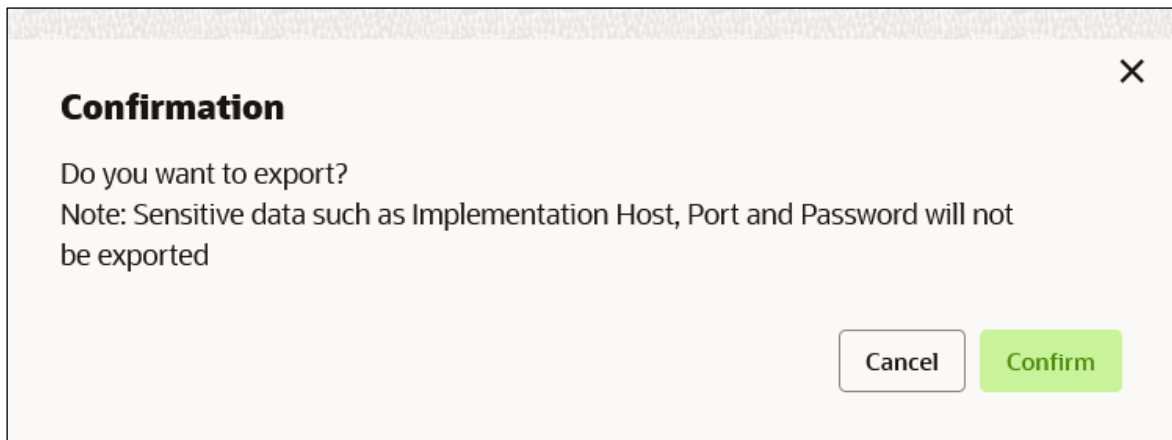 Confirmation
Do you want to export?
Note: Sensitive data such as Implementation Host, Port and Password will not
be exported
Cancel
Confirm